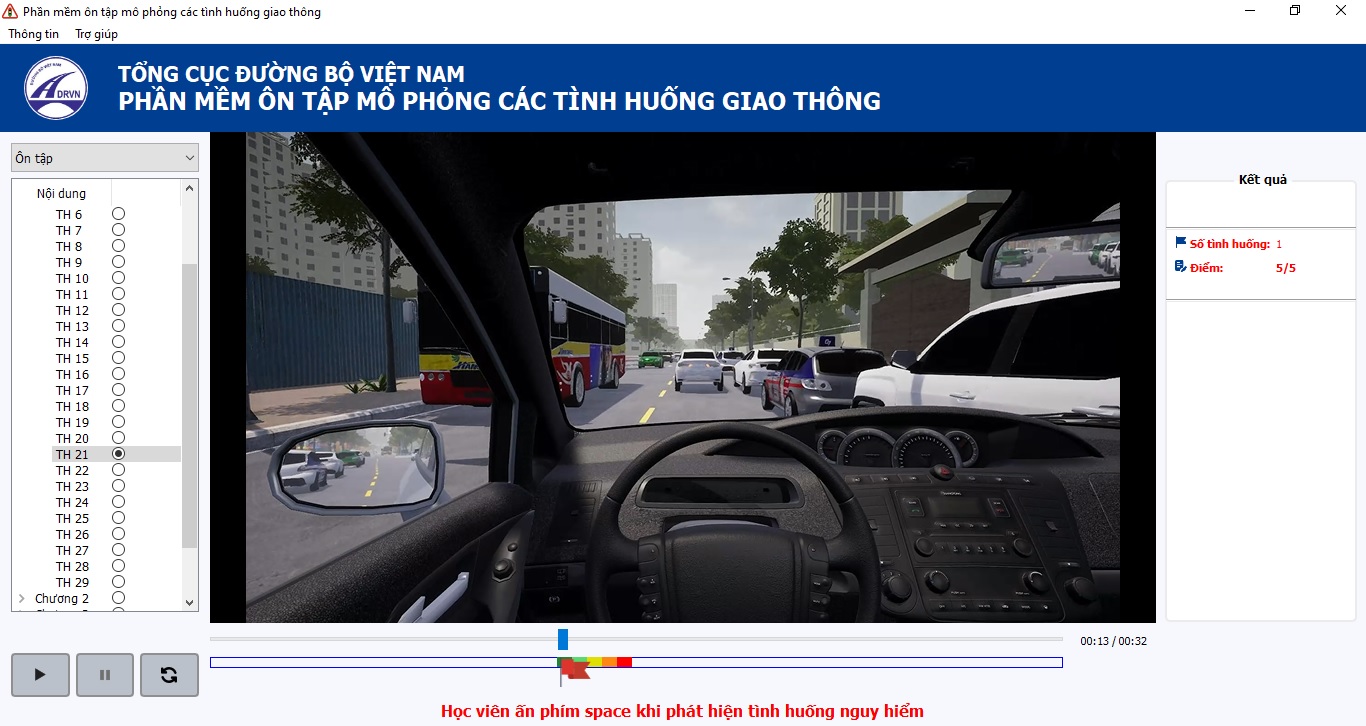 Phần mềm ôn tập mô phỏng các tình huống giao thông
Thông tin Trợ giúp
ĐƯỜNG BỘ VIỆT NAM
DRVN
TỔNG CỤC ĐƯỜNG BỘ VIỆT NAM
PHẦN MỀM ÔN TẬP MÔ PHỎNG CÁC TÌNH HUỐNG GIAO THÔNG
Ôn tập
Nội dung
TH 6
TH 7
TH 8
TH 9
TH 10
TH 11
TH 12
TH 13
TH 14
TH 15
TH 16
TH 17
TH 18
TH 19
TH 20
TH 21
TH 22
TH 23
TH 24
TH 25
TH 26
TH 27
TH 28
TH 29
Chương 2
Kết quả
Số tình huống: 1
Điểm: 5/5
00:13 / 00:32
Học viên ấn phím space khi phát hiện tình huống nguy hiểm